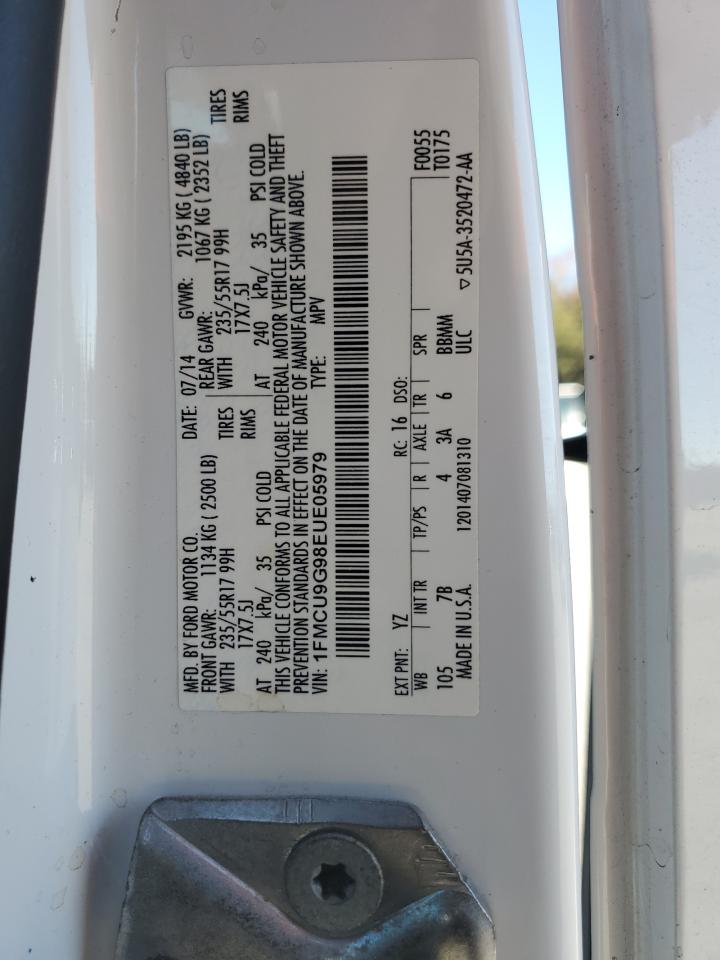 MFD. BY FORD MOTOR CO. DATE: 07/14 GVWR: 2195 KG ( 4840 LB)
FRONT GAWR: 1134 KG ( 2500 LB) REAR GAWR: 1067 KG ( 2352 LB)
WITH 235/55R17 99H TIRES WITH 235/55R17 99H TIRES
17X7.5J RIMS 17X7.5J RIMS
AT 240 kPa/ 35 PSI COLD AT 240 kPa/ 35 PSI COLD
THIS VEHICLE CONFORMS TO ALL APPLICABLE FEDERAL MOTOR VEHICLE SAFETY AND THEFT
PREVENTION STANDARDS IN EFFECT ON THE DATE OF MANUFACTURE SHOWN ABOVE.
VIN: 1FMCU9G98EUE05979 TYPE: MPV
EXT PNT: YZ RC: 16 DSO: F0055
WB INT TR TP/PS R AXLE TR SPR T0175
105 7B 4 3A 6 BBMM
MADE IN U.S.A. 1201407081310 ULC ▽5U5A-3520472-AA